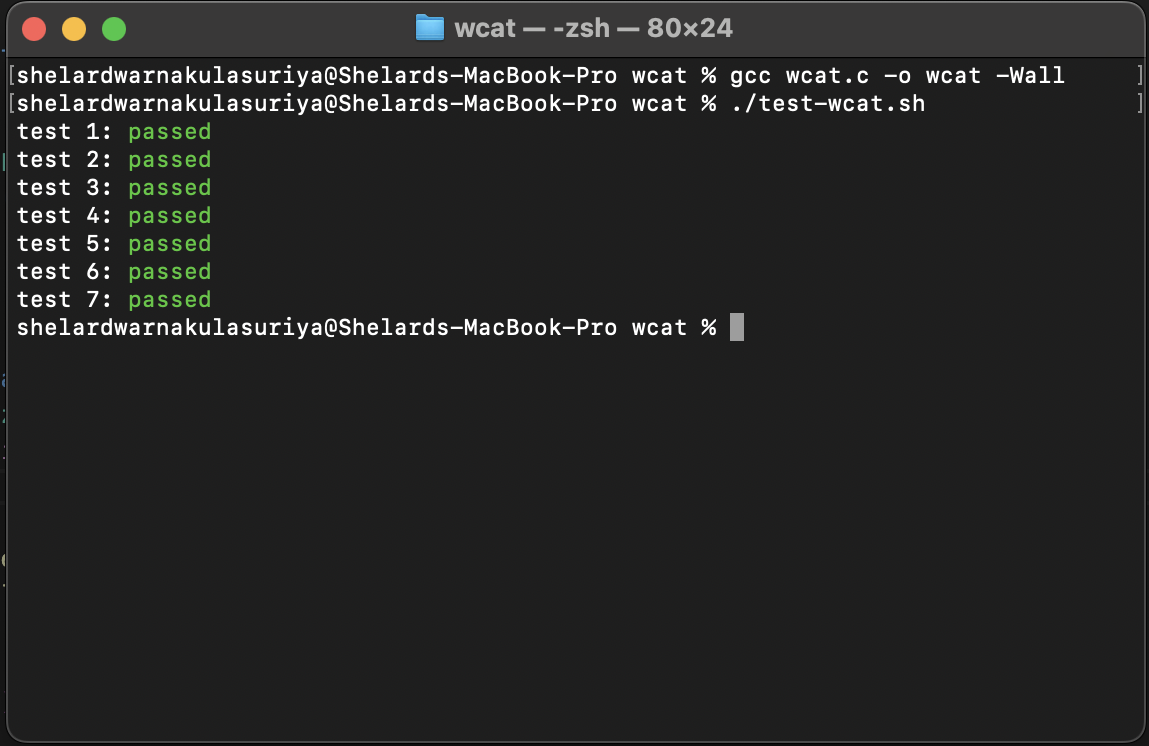 wcat — -zsh — 80×24
[shelardwarnakulasuriya@Shelards-MacBook-Pro wcat % gcc wcat.c -o wcat -Wall ]
[shelardwarnakulasuriya@Shelards-MacBook-Pro wcat % ./test-wcat.sh ]
test 1: passed
test 2: passed
test 3: passed
test 4: passed
test 5: passed
test 6: passed
test 7: passed
shelardwarnakulasuriya@Shelards-MacBook-Pro wcat %